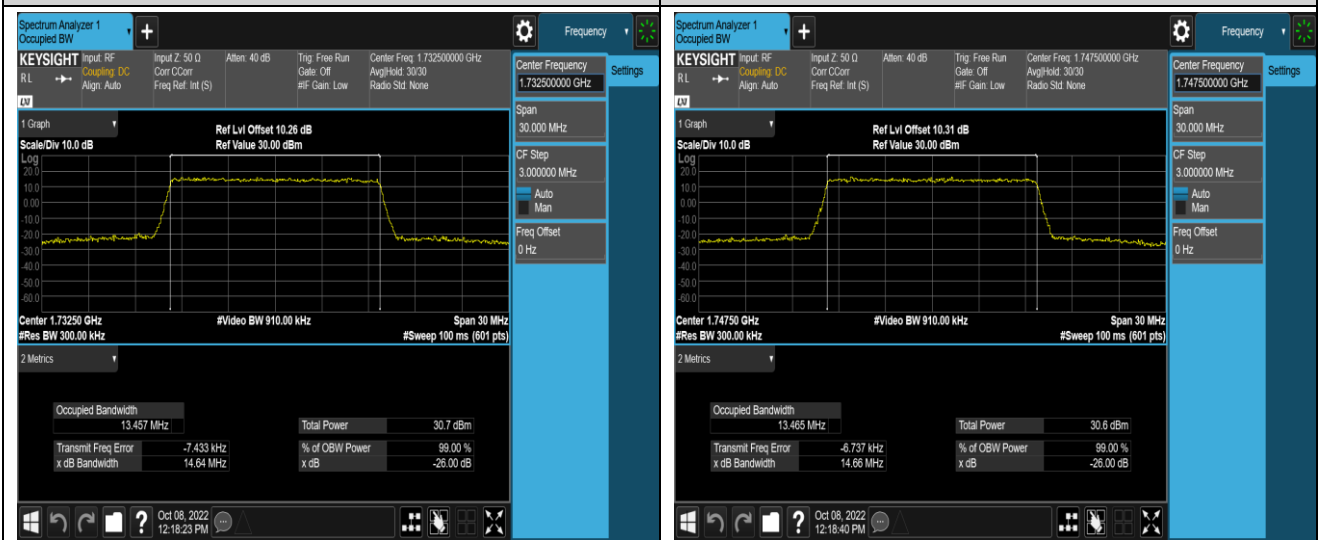 Spectrum Analyzer 1
Occupied BW
+
Frequency
KEYSIGHT
RL
LXI
Input: RF
Coupling: DC
Align: Auto
Input Z: 50 Ω
Corr CCorr
Freq Ref: Int (S)
Atten: 40 dB
Trig: Free Run
Gate: Off
#IF Gain: Low
Center Freq: 1.732500000 GHz
Avg|Hold: 30/30
Radio Std: None
Center Frequency
1.732500000 GHz
Settings
Span
30.000 MHz
CF Step
3.000000 MHz
Auto
Man
Freq Offset
0 Hz
1 Graph
Ref Lvl Offset 10.26 dB
Scale/Div 10.0 dB
Ref Value 30.00 dBm
Log
20.0
10.0
0.00
-10.0
-20.0
-30.0
-40.0
-50.0
-60.0
Center 1.73250 GHz
#Video BW 910.00 kHz
Span 30 MHz
#Res BW 300.00 kHz
#Sweep 100 ms (601 pts)
2 Metrics
Occupied Bandwidth
13.457 MHz
Total Power 30.7 dBm
Transmit Freq Error -7.433 kHz
% of OBW Power 99.00 %
x dB Bandwidth 14.64 MHz
x dB -26.00 dB
?
Oct 08, 2022
12:18:23 PM
Spectrum Analyzer 1
Occupied BW
+
Frequency
KEYSIGHT
RL
LXI
Input: RF
Coupling: DC
Align: Auto
Input Z: 50 Ω
Corr CCorr
Freq Ref: Int (S)
Atten: 40 dB
Trig: Free Run
Gate: Off
#IF Gain: Low
Center Freq: 1.747500000 GHz
Avg|Hold: 30/30
Radio Std: None
Center Frequency
1.747500000 GHz
Settings
Span
30.000 MHz
CF Step
3.000000 MHz
Auto
Man
Freq Offset
0 Hz
1 Graph
Ref Lvl Offset 10.31 dB
Scale/Div 10.0 dB
Ref Value 30.00 dBm
Log
20.0
10.0
0.00
-10.0
-20.0
-30.0
-40.0
-50.0
-60.0
Center 1.74750 GHz
#Video BW 910.00 kHz
Span 30 MHz
#Res BW 300.00 kHz
#Sweep 100 ms (601 pts)
2 Metrics
Occupied Bandwidth
13.465 MHz
Total Power 30.6 dBm
Transmit Freq Error -6.737 kHz
% of OBW Power 99.00 %
x dB Bandwidth 14.66 MHz
x dB -26.00 dB
?
Oct 08, 2022
12:18:40 PM